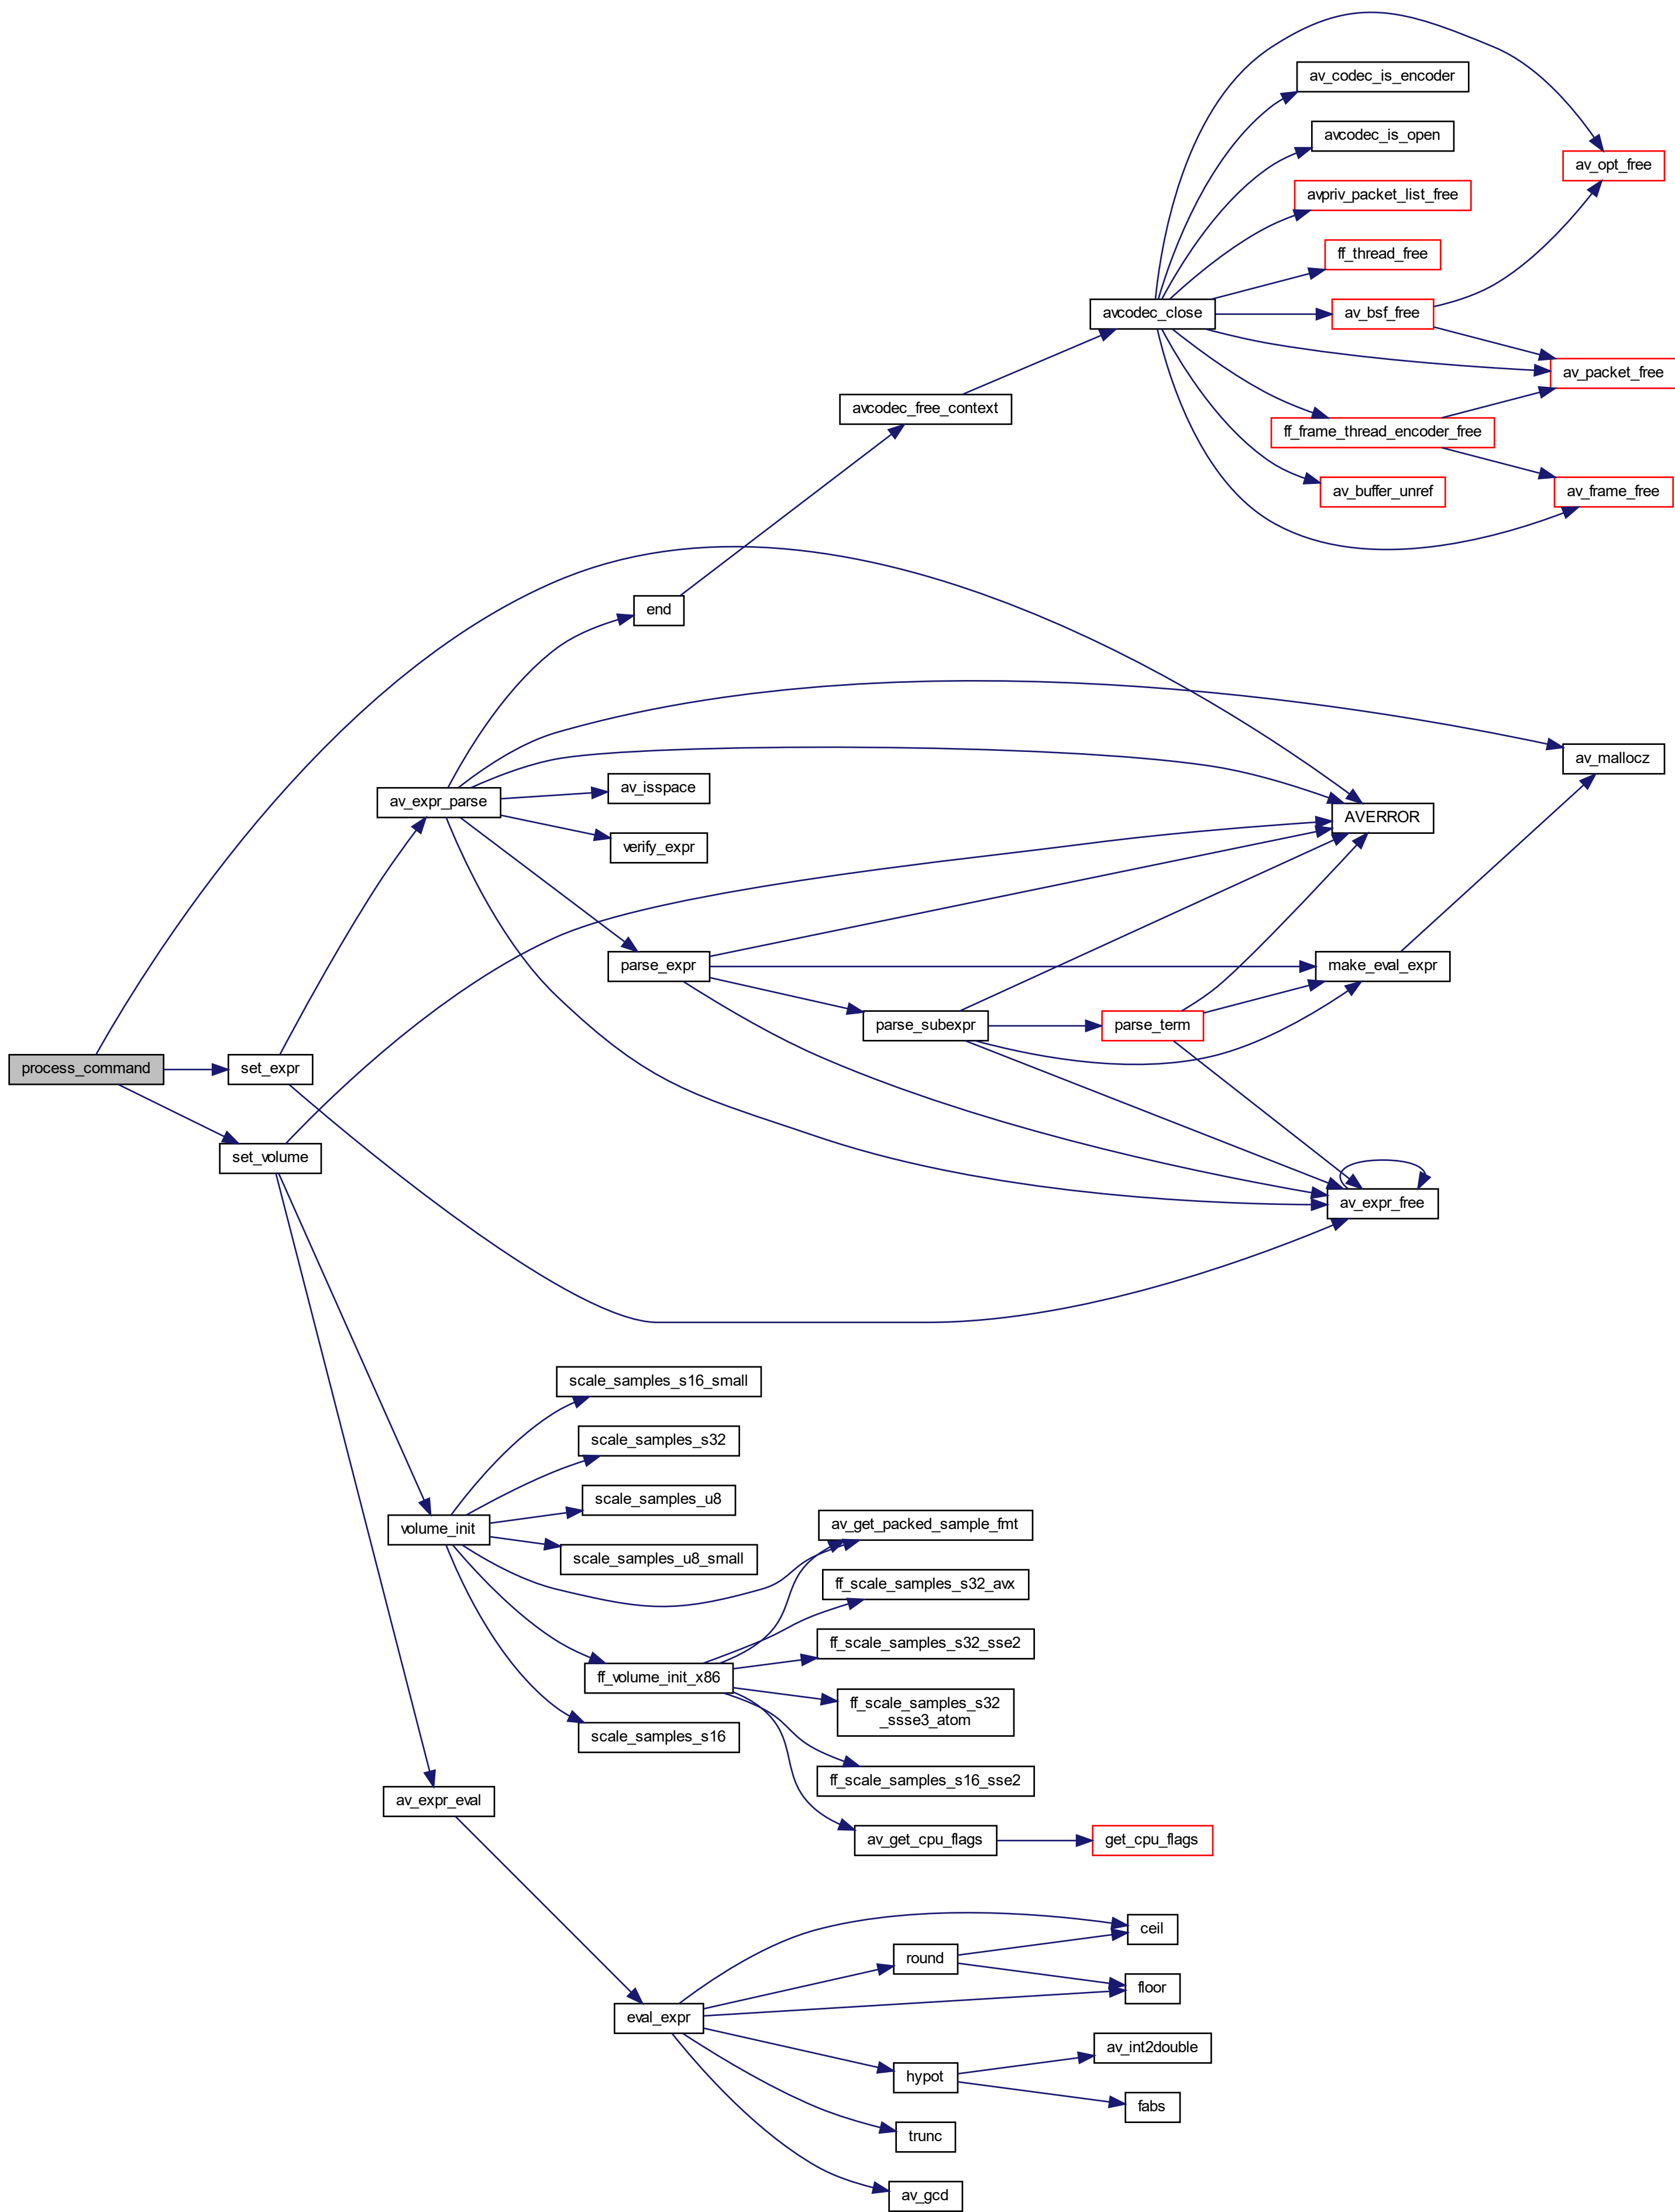 av_codec_is_encoder
avcodec_is_open
av_opt_free
avpriv_packet_list_free
ff_thread_free
avcodec_close
av_bsf_free
av_packet_free
avcodec_free_context
ff_frame_thread_encoder_free
av_buffer_unref
av_frame_free
end
av_mallocz
av_isspace
av_expr_parse
AVERROR
verify_expr
parse_expr
make_eval_expr
parse_subexpr
parse_term
process_command
set_expr
set_volume
av_expr_free
scale_samples_s16_small
scale_samples_s32
scale_samples_u8
av_get_packed_sample_fmt
volume_init
scale_samples_u8_small
ff_scale_samples_s32_avx
ff_scale_samples_s32_sse2
ff_volume_init_x86
ff_scale_samples_s32
_ssse3_atom
scale_samples_s16
ff_scale_samples_s16_sse2
av_expr_eval
av_get_cpu_flags
get_cpu_flags
ceil
round
floor
eval_expr
av_int2double
hypot
fabs
trunc
av_gcd